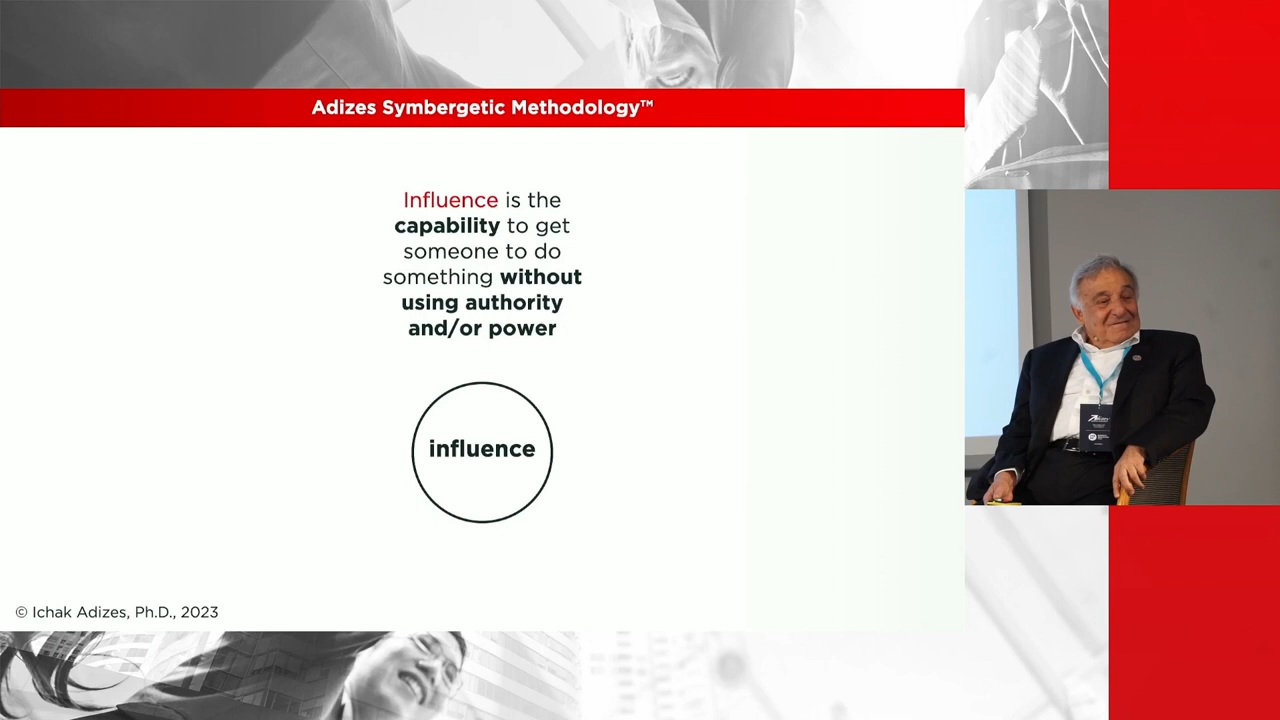 Adizes Symbergetic Methodology™
Influence is the
capability to get
someone to do
something without
using authority
and/or power
influence
© Ichak Adizes, Ph.D., 2023